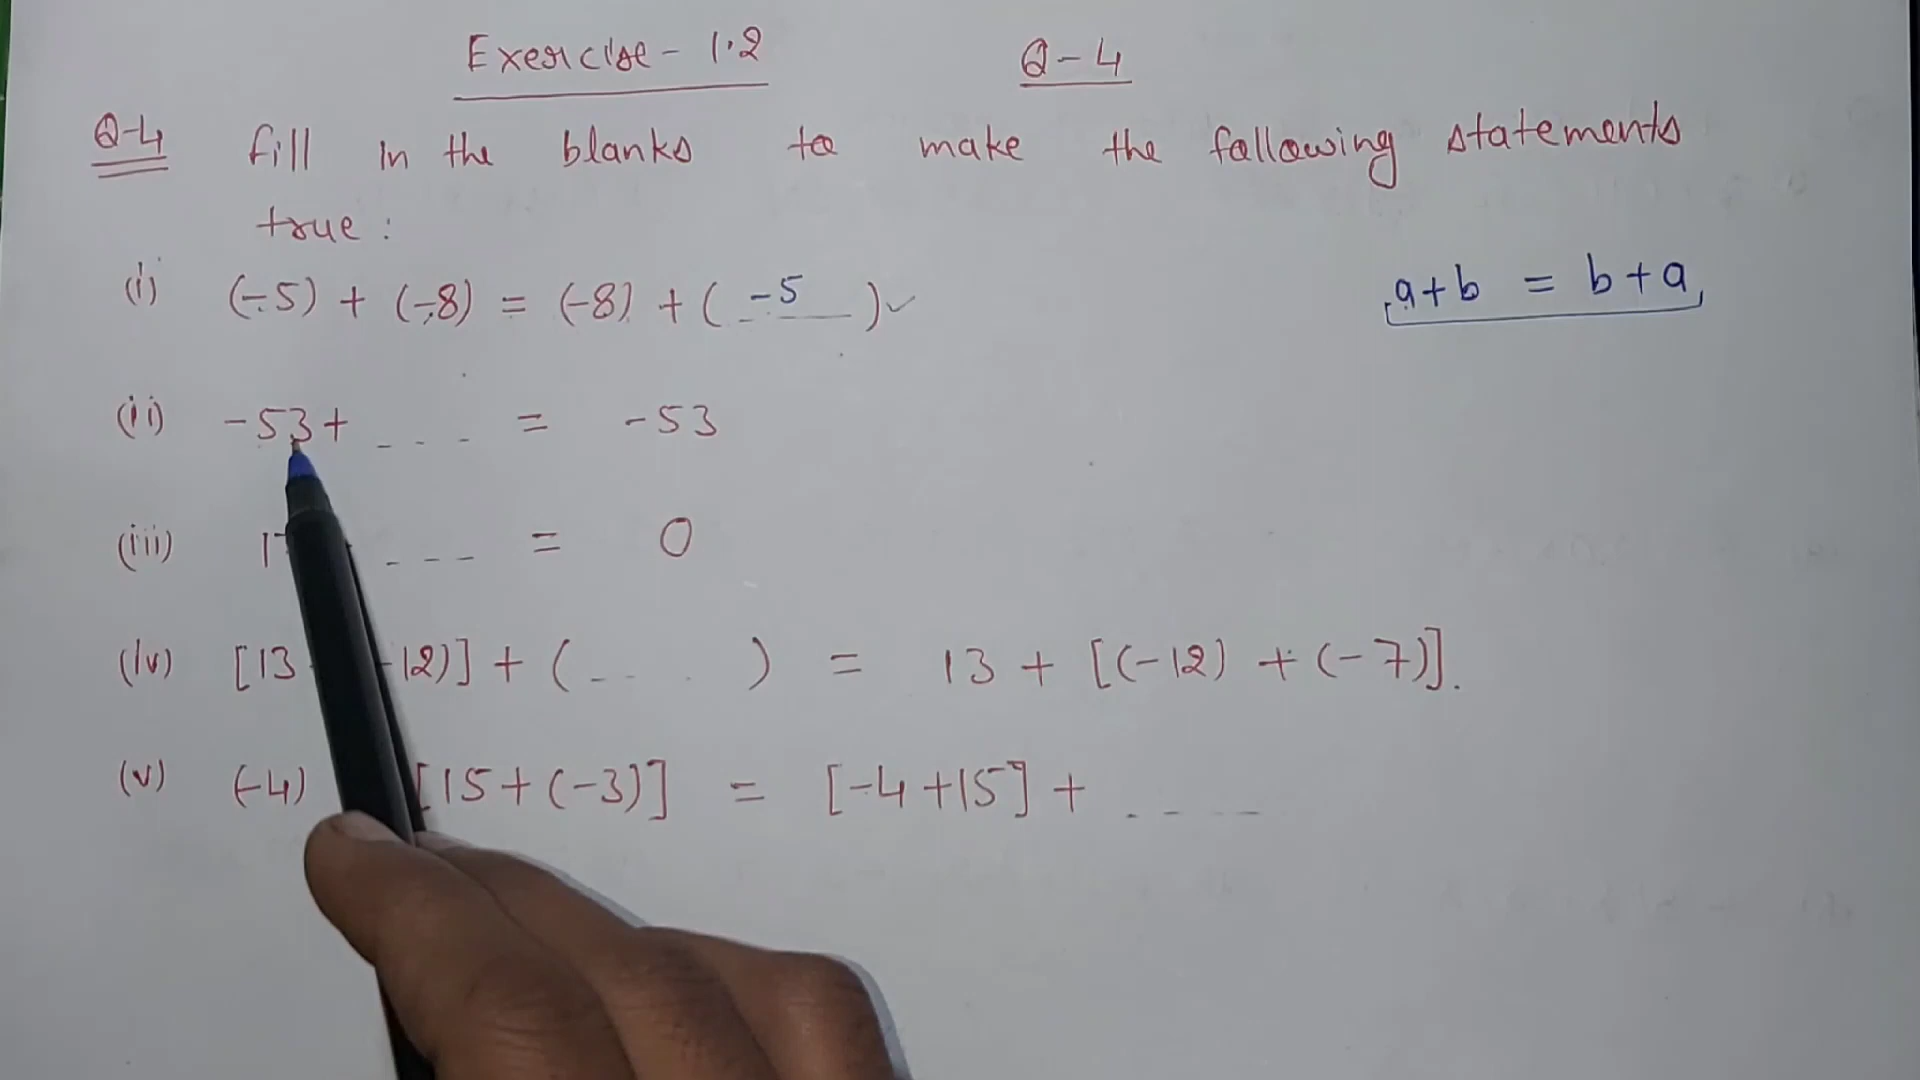 Exercise - 1.2 Q-4
Q-4 fill in the blanks to make the following statements
true:
(i) (-5) + (-8) = (-8) + ( -5 ___ ) ✓
a+b = b+a
(ii) -53+ _ _ _ = -53
(iii) _ _ _ = 0
(iv) [13 -12)] + (_ _ . ) = 13 + [(-12) + (-7)].
(v) (-4) [15+(-3)] = [-4+15] + _ _ _ _